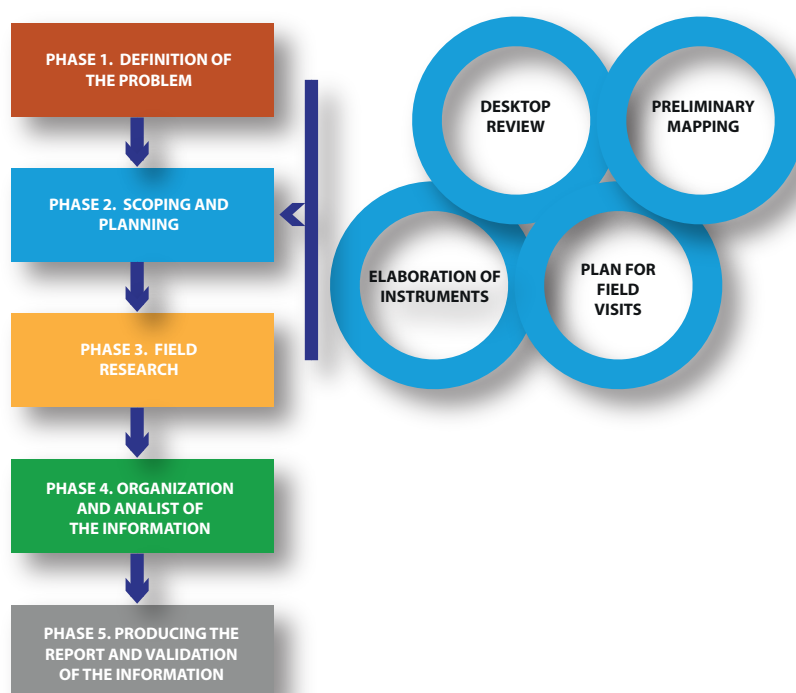 PHASE 1. DEFINITION OF
THE PROBLEM
PHASE 2. SCOPING AND
PLANNING
PHASE 3. FIELD
RESEARCH
PHASE 4. ORGANIZATION
AND ANALIST OF
THE INFORMATION
PHASE 5. PRODUCING THE
REPORT AND VALIDATION
OF THE INFORMATION
DESKTOP
REVIEW
PRELIMINARY
MAPPING
ELABORATION OF
INSTRUMENTS
PLAN FOR
FIELD
VISITS